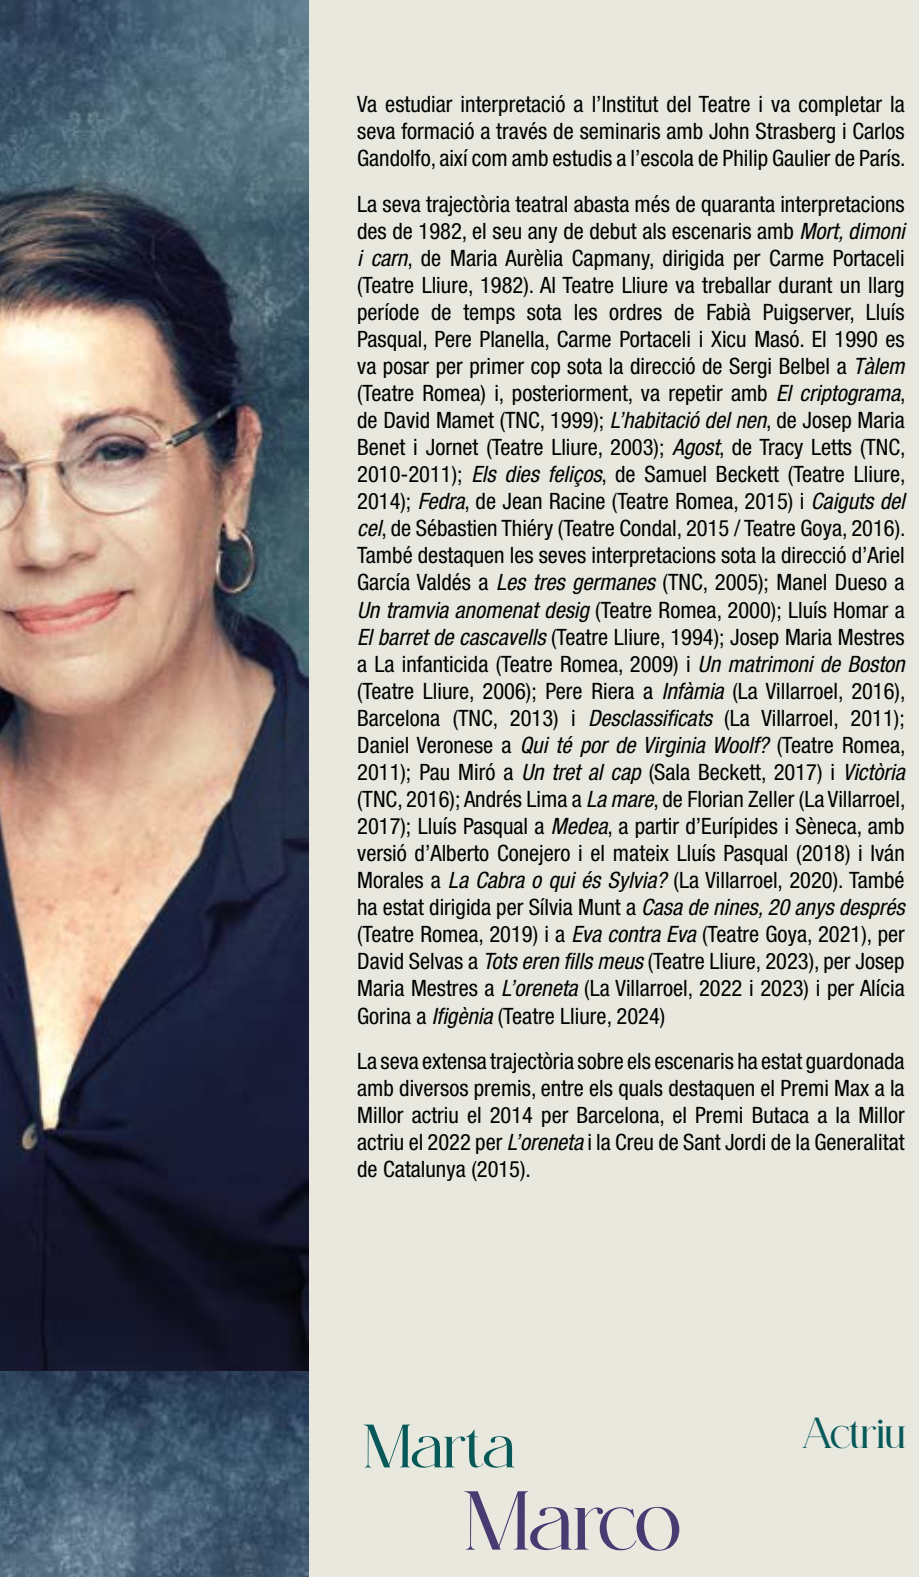 Va estudiar interpretació a l’Institut del Teatre i va completar la
seva formació a través de seminaris amb John Strasberg i Carlos
Gandolfo, així com amb estudis a l’escola de Philip Gaulier de París.
La seva trajectòria teatral abasta més de quaranta interpretacions
des de 1982, el seu any de debut als escenaris amb Mort, dimoni
i carn, de Maria Aurèlia Capmany, dirigida per Carme Portaceli
(Teatre Lliure, 1982). Al Teatre Lliure va treballar durant un llarg
període de temps sota les ordres de Fabià Puigserver, Lluís
Pasqual, Pere Planella, Carme Portaceli i Xicu Masó. El 1990 es
va posar per primer cop sota la direcció de Sergi Belbel a Tàlem
(Teatre Romea) i, posteriorment, va repetir amb El criptograma,
de David Mamet (TNC, 1999); L’habitació del nen, de Josep Maria
Benet i Jornet (Teatre Lliure, 2003); Agost, de Tracy Letts (TNC,
2010-2011); Els dies feliços, de Samuel Beckett (Teatre Lliure,
2014); Fedra, de Jean Racine (Teatre Romea, 2015) i Caiguts del
cel, de Sébastien Thiéry (Teatre Condal, 2015 / Teatre Goya, 2016).
També destaquen les seves interpretacions sota la direcció d’Ariel
García Valdés a Les tres germanes (TNC, 2005); Manel Dueso a
Un tramvia anomenat desig (Teatre Romea, 2000); Lluís Homar a
El barret de cascavells (Teatre Lliure, 1994); Josep Maria Mestres
a La infanticida (Teatre Romea, 2009) i Un matrimoni de Boston
(Teatre Lliure, 2006); Pere Riera a Infàmia (La Villarroel, 2016),
Barcelona (TNC, 2013) i Desclassificats (La Villarroel, 2011);
Daniel Veronese a Qui té por de Virginia Woolf? (Teatre Romea,
2011); Pau Miró a Un tret al cap (Sala Beckett, 2017) i Victòria
(TNC, 2016); Andrés Lima a La mare, de Florian Zeller (La Villarroel,
2017); Lluís Pasqual a Medea, a partir d’Eurípides i Sèneca, amb
versió d’Alberto Conejero i el mateix Lluís Pasqual (2018) i Iván
Morales a La Cabra o qui és Sylvia? (La Villarroel, 2020). També
ha estat dirigida per Sílvia Munt a Casa de nines, 20 anys després
(Teatre Romea, 2019) i a Eva contra Eva (Teatre Goya, 2021), per
David Selvas a Tots eren fills meus (Teatre Lliure, 2023), per Josep
Maria Mestres a L’oreneta (La Villarroel, 2022 i 2023) i per Alícia
Gorina a Ifigènia (Teatre Lliure, 2024)
La seva extensa trajectòria sobre els escenaris ha estat guardonada
amb diversos premis, entre els quals destaquen el Premi Max a la
Millor actriu el 2014 per Barcelona, el Premi Butaca a la Millor
actriu el 2022 per L’oreneta i la Creu de Sant Jordi de la Generalitat
de Catalunya (2015).
Marta
Marco
Actriu